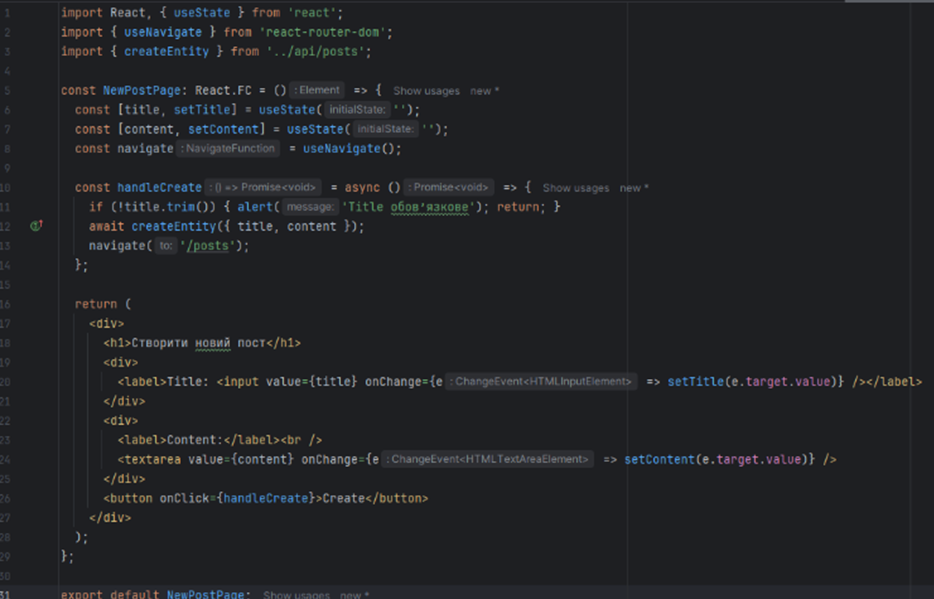 1 import React, { useState } from 'react';
2 import { useNavigate } from 'react-router-dom';
3 import { createEntity } from '../api/posts';
4
5 const NewPostPage: React.FC = () : Element => { Show usages new *
6 const [title, setTitle] = useState( initialState: '');
7 const [content, setContent] = useState( initialState: '');
8 const navigate : NavigateFunction = useNavigate();
9
10 const handleCreate : () => Promise<void> = async () : Promise<void> => { Show usages new *
11 if (!title.trim()) { alert( message: 'Title обов'язкове'); return; }
12 await createEntity({ title, content });
13 navigate( to: '/posts');
14 };
15
16 return (
17 <div>
18 <h1>Створити новий пост</h1>
19 <div>
20 <label>Title: <input value={title} onChange={e : ChangeEvent<HTMLInputElement> => setTitle(e.target.value)} /></label>
21 </div>
22 <div>
23 <label>Content:</label><br />
24 <textarea value={content} onChange={e : ChangeEvent<HTMLTextAreaElement> => setContent(e.target.value)} />
25 </div>
26 <button onClick={handleCreate}>Create</button>
27 </div>
28 );
29 };
30
31 export default NewPostPage; Show usages new *